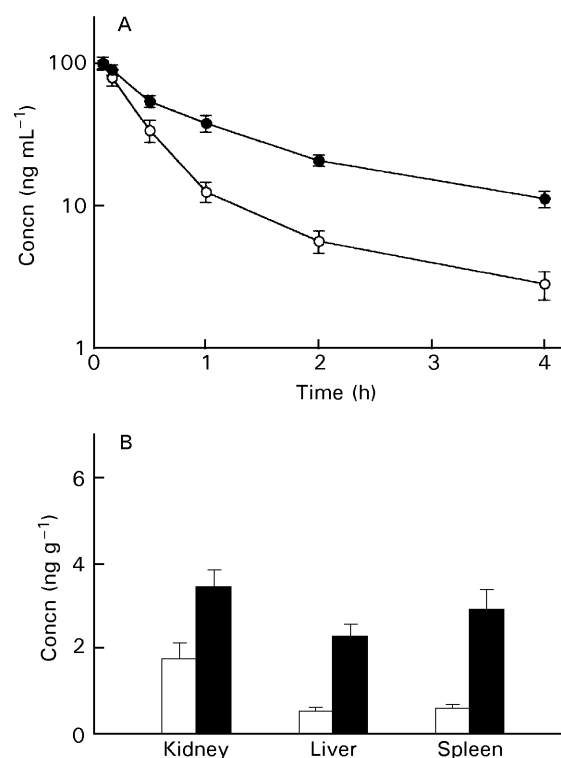 A
100
10
1
Concn (ng mL⁻¹)
0 1 2 3 4
Time (h)
B
6
4
2
0
Concn (ng g⁻¹)
Kidney Liver Spleen